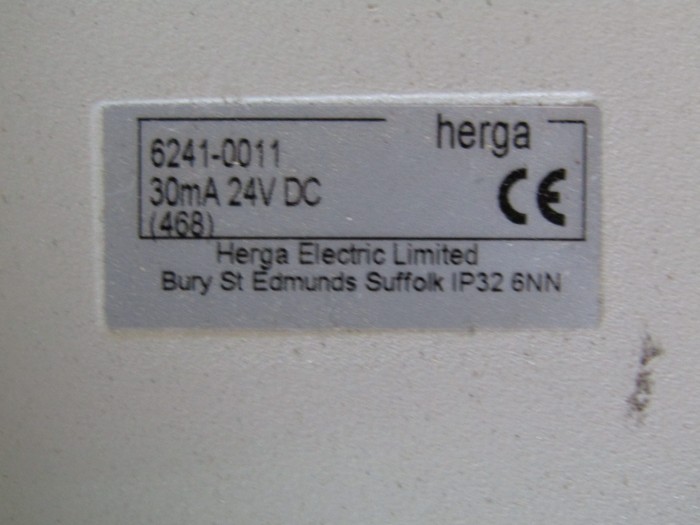 herga
6241-0011
30mA 24V DC
(468)
CE
Herga Electric Limited
Bury St Edmunds Suffolk IP32 6NN